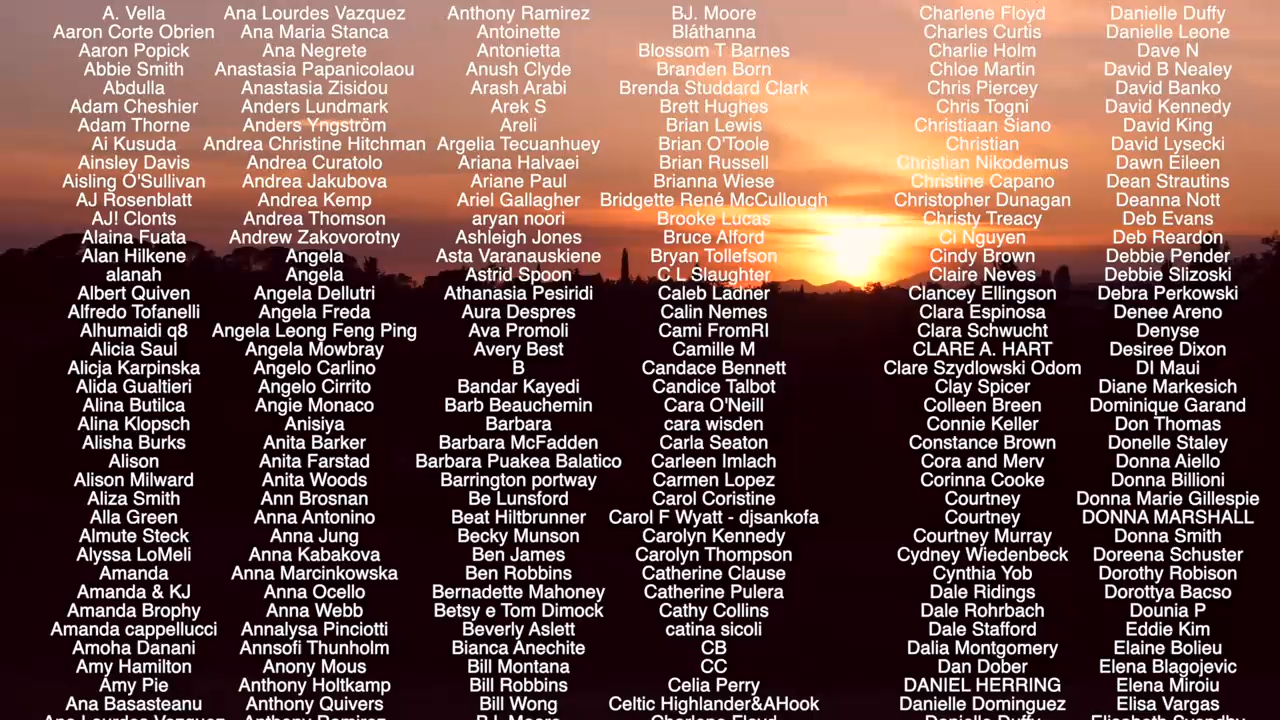 A. Vella
Aaron Corte Obrien
Aaron Popick
Abbie Smith
Abdulla
Adam Cheshier
Adam Thorne
Ai Kusuda
Ainsley Davis
Aisling O'Sullivan
AJ Rosenblatt
AJ! Clonts
Alaina Fuata
Alan Hilkene
alanah
Albert Quiven
Alfredo Tofanelli
Alhumaidi q8
Alicia Saul
Alicja Karpinska
Alida Gualtieri
Alina Butilca
Alina Klopsch
Alisha Burks
Alison
Alison Milward
Aliza Smith
Alla Green
Almute Steck
Alyssa LoMeli
Amanda
Amanda & KJ
Amanda Brophy
Amanda cappellucci
Amoha Danani
Amy Hamilton
Amy Pie
Ana Basasteanu
Ana Lourdes Vazquez
Ana Lourdes Vazquez
Ana Maria Stanca
Ana Negrete
Anastasia Papanicolaou
Anastasia Zisidou
Anders Lundmark
Anders Yngström
Andrea Christine Hitchman
Andrea Curatolo
Andrea Jakubova
Andrea Kemp
Andrea Thomson
Andrew Zakovorotny
Angela
Angela
Angela Dellutri
Angela Freda
Angela Leong Feng Ping
Angela Mowbray
Angelo Carlino
Angelo Cirrito
Angie Monaco
Anisiya
Anita Barker
Anita Farstad
Anita Woods
Ann Brosnan
Anna Antonino
Anna Jung
Anna Kabakova
Anna Marcinkowska
Anna Ocello
Anna Webb
Annalysa Pinciotti
Annsofi Thunholm
Anony Mous
Anthony Holtkamp
Anthony Quivers
Anthony Ramirez
Anthony Ramirez
Antoinette
Antonietta
Anush Clyde
Arash Arabi
Arek S
Areli
Argelia Tecuanhuey
Ariana Halvaei
Ariane Paul
Ariel Gallagher
aryan noori
Ashleigh Jones
Asta Varanauskiene
Astrid Spoon
Athanasia Pesiridi
Aura Despres
Ava Promoli
Avery Best
B
Bandar Kayedi
Barb Beauchemin
Barbara
Barbara McFadden
Barbara Puakea Balatico
Barrington portway
Be Lunsford
Beat Hiltbrunner
Becky Munson
Ben James
Ben Robbins
Bernadette Mahoney
Betsy e Tom Dimock
Beverly Aslett
Bianca Anechite
Bill Montana
Bill Robbins
Bill Wong
BJ. Moore
BJ. Moore
Bláthanna
Blossom T Barnes
Branden Born
Brenda Studdard Clark
Brett Hughes
Brian Lewis
Brian O'Toole
Brian Russell
Brianna Wiese
Bridgette René McCullough
Brooke Lucas
Bruce Alford
Bryan Tollefson
C L Slaughter
Caleb Ladner
Calin Nemes
Cami FromRI
Camille M
Candace Bennett
Candice Talbot
Cara O'Neill
cara wisden
Carla Seaton
Carleen Imlach
Carmen Lopez
Carol Coristine
Carol F Wyatt - djsankofa
Carolyn Kennedy
Carolyn Thompson
Catherine Clause
Catherine Pulera
Cathy Collins
catina sicoli
CB
CC
Celia Perry
Celtic Highlander&AHook
Charlene Floyd
Charlene Floyd
Charles Curtis
Charlie Holm
Chloe Martin
Chris Piercey
Chris Togni
Christiaan Siano
Christian
Christian Nikodemus
Christine Capano
Christopher Dunagan
Christy Treacy
Ci Nguyen
Cindy Brown
Claire Neves
Clancey Ellingson
Clara Espinosa
Clara Schwucht
CLARE A. HART
Clare Szydlowski Odom
Clay Spicer
Colleen Breen
Connie Keller
Constance Brown
Cora and Merv
Corinna Cooke
Courtney
Courtney
Courtney Murray
Cydney Wiedenbeck
Cynthia Yob
Dale Ridings
Dale Rohrbach
Dale Stafford
Dalia Montgomery
Dan Dober
DANIEL HERRING
Danielle Dominguez
Danielle Duffy
Danielle Duffy
Danielle Leone
Dave N
David B Nealey
David Banko
David Kennedy
David King
David Lysecki
Dawn Eileen
Dean Strautins
Deanna Nott
Deb Evans
Deb Reardon
Debbie Pender
Debbie Slizoski
Debra Perkowski
Denee Areno
Denyse
Desiree Dixon
DI Maui
Diane Markesich
Dominique Garand
Don Thomas
Donelle Staley
Donna Aiello
Donna Billioni
Donna Marie Gillespie
DONNA MARSHALL
Donna Smith
Doreena Schuster
Dorothy Robison
Dorottya Bacso
Dounia P
Eddie Kim
Elaine Bolieu
Elena Blagojevic
Elena Miroiu
Elisa Vargas